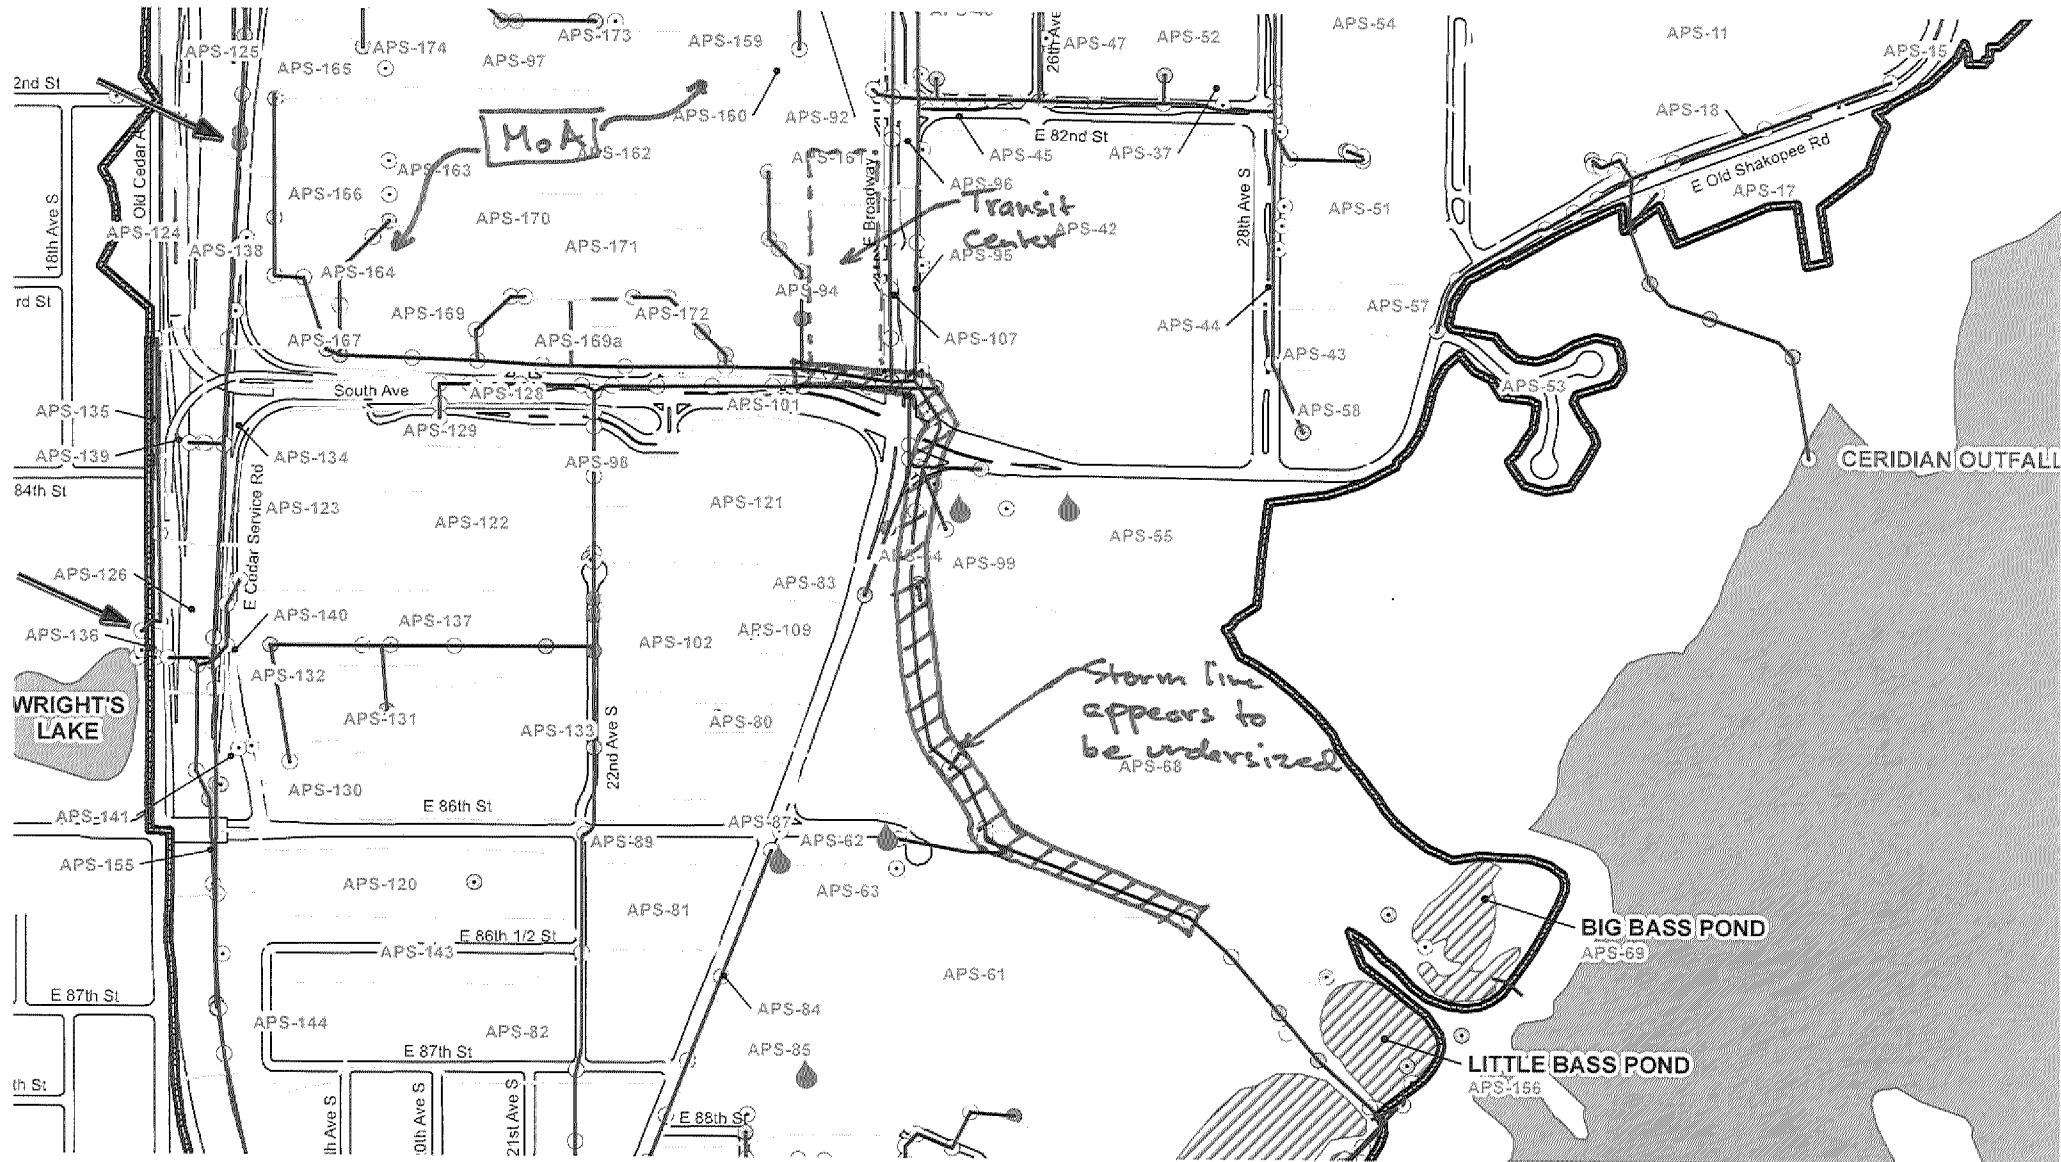 APS-125
APS-174
APS-173
APS-159
26th Ave
APS-47
APS-52
APS-54
APS-11
APS-15
APS-165
APS-97
2nd St
Old Cedar A
APS-160
APS-92
E 82nd St
APS-18
MoA
APS-162
APS-161
APS-45
APS-37
E Old Shakopee Rd
APS-163
E Broadway
APS-96
APS-17
APS-166
18th Ave S
APS-170
Transit
center
28th Ave S
APS-51
APS-124
APS-138
APS-171
APS-42
APS-95
APS-164
APS-94
rd St
APS-169
APS-172
APS-57
APS-167
APS-169a
APS-107
APS-44
APS-43
South Ave
APS-128
APS-101
APS-53
APS-135
APS-129
APS-58
APS-139
APS-134
APS-98
CERIDIAN OUTFALL
84th St
E Cedar Service Rd
APS-123
APS-122
APS-121
APS-55
APS-99
APS-126
APS-83
APS-140
APS-137
APS-109
APS-136
APS-102
APS-132
Storm line
appears to
be undersized
WRIGHT'S
LAKE
APS-131
APS-133
22nd Ave S
APS-80
APS-68
APS-130
E 86th St
APS-141
APS-87
APS-89
APS-62
APS-155
APS-120
APS-63
APS-81
BIG BASS POND
APS-69
E 86th 1/2 St
APS-143
APS-61
E 87th St
APS-84
APS-144
APS-82
E 87th St
APS-85
LITTLE BASS POND
APS-156
th St
E 88th St
0th Ave S
21st Ave S